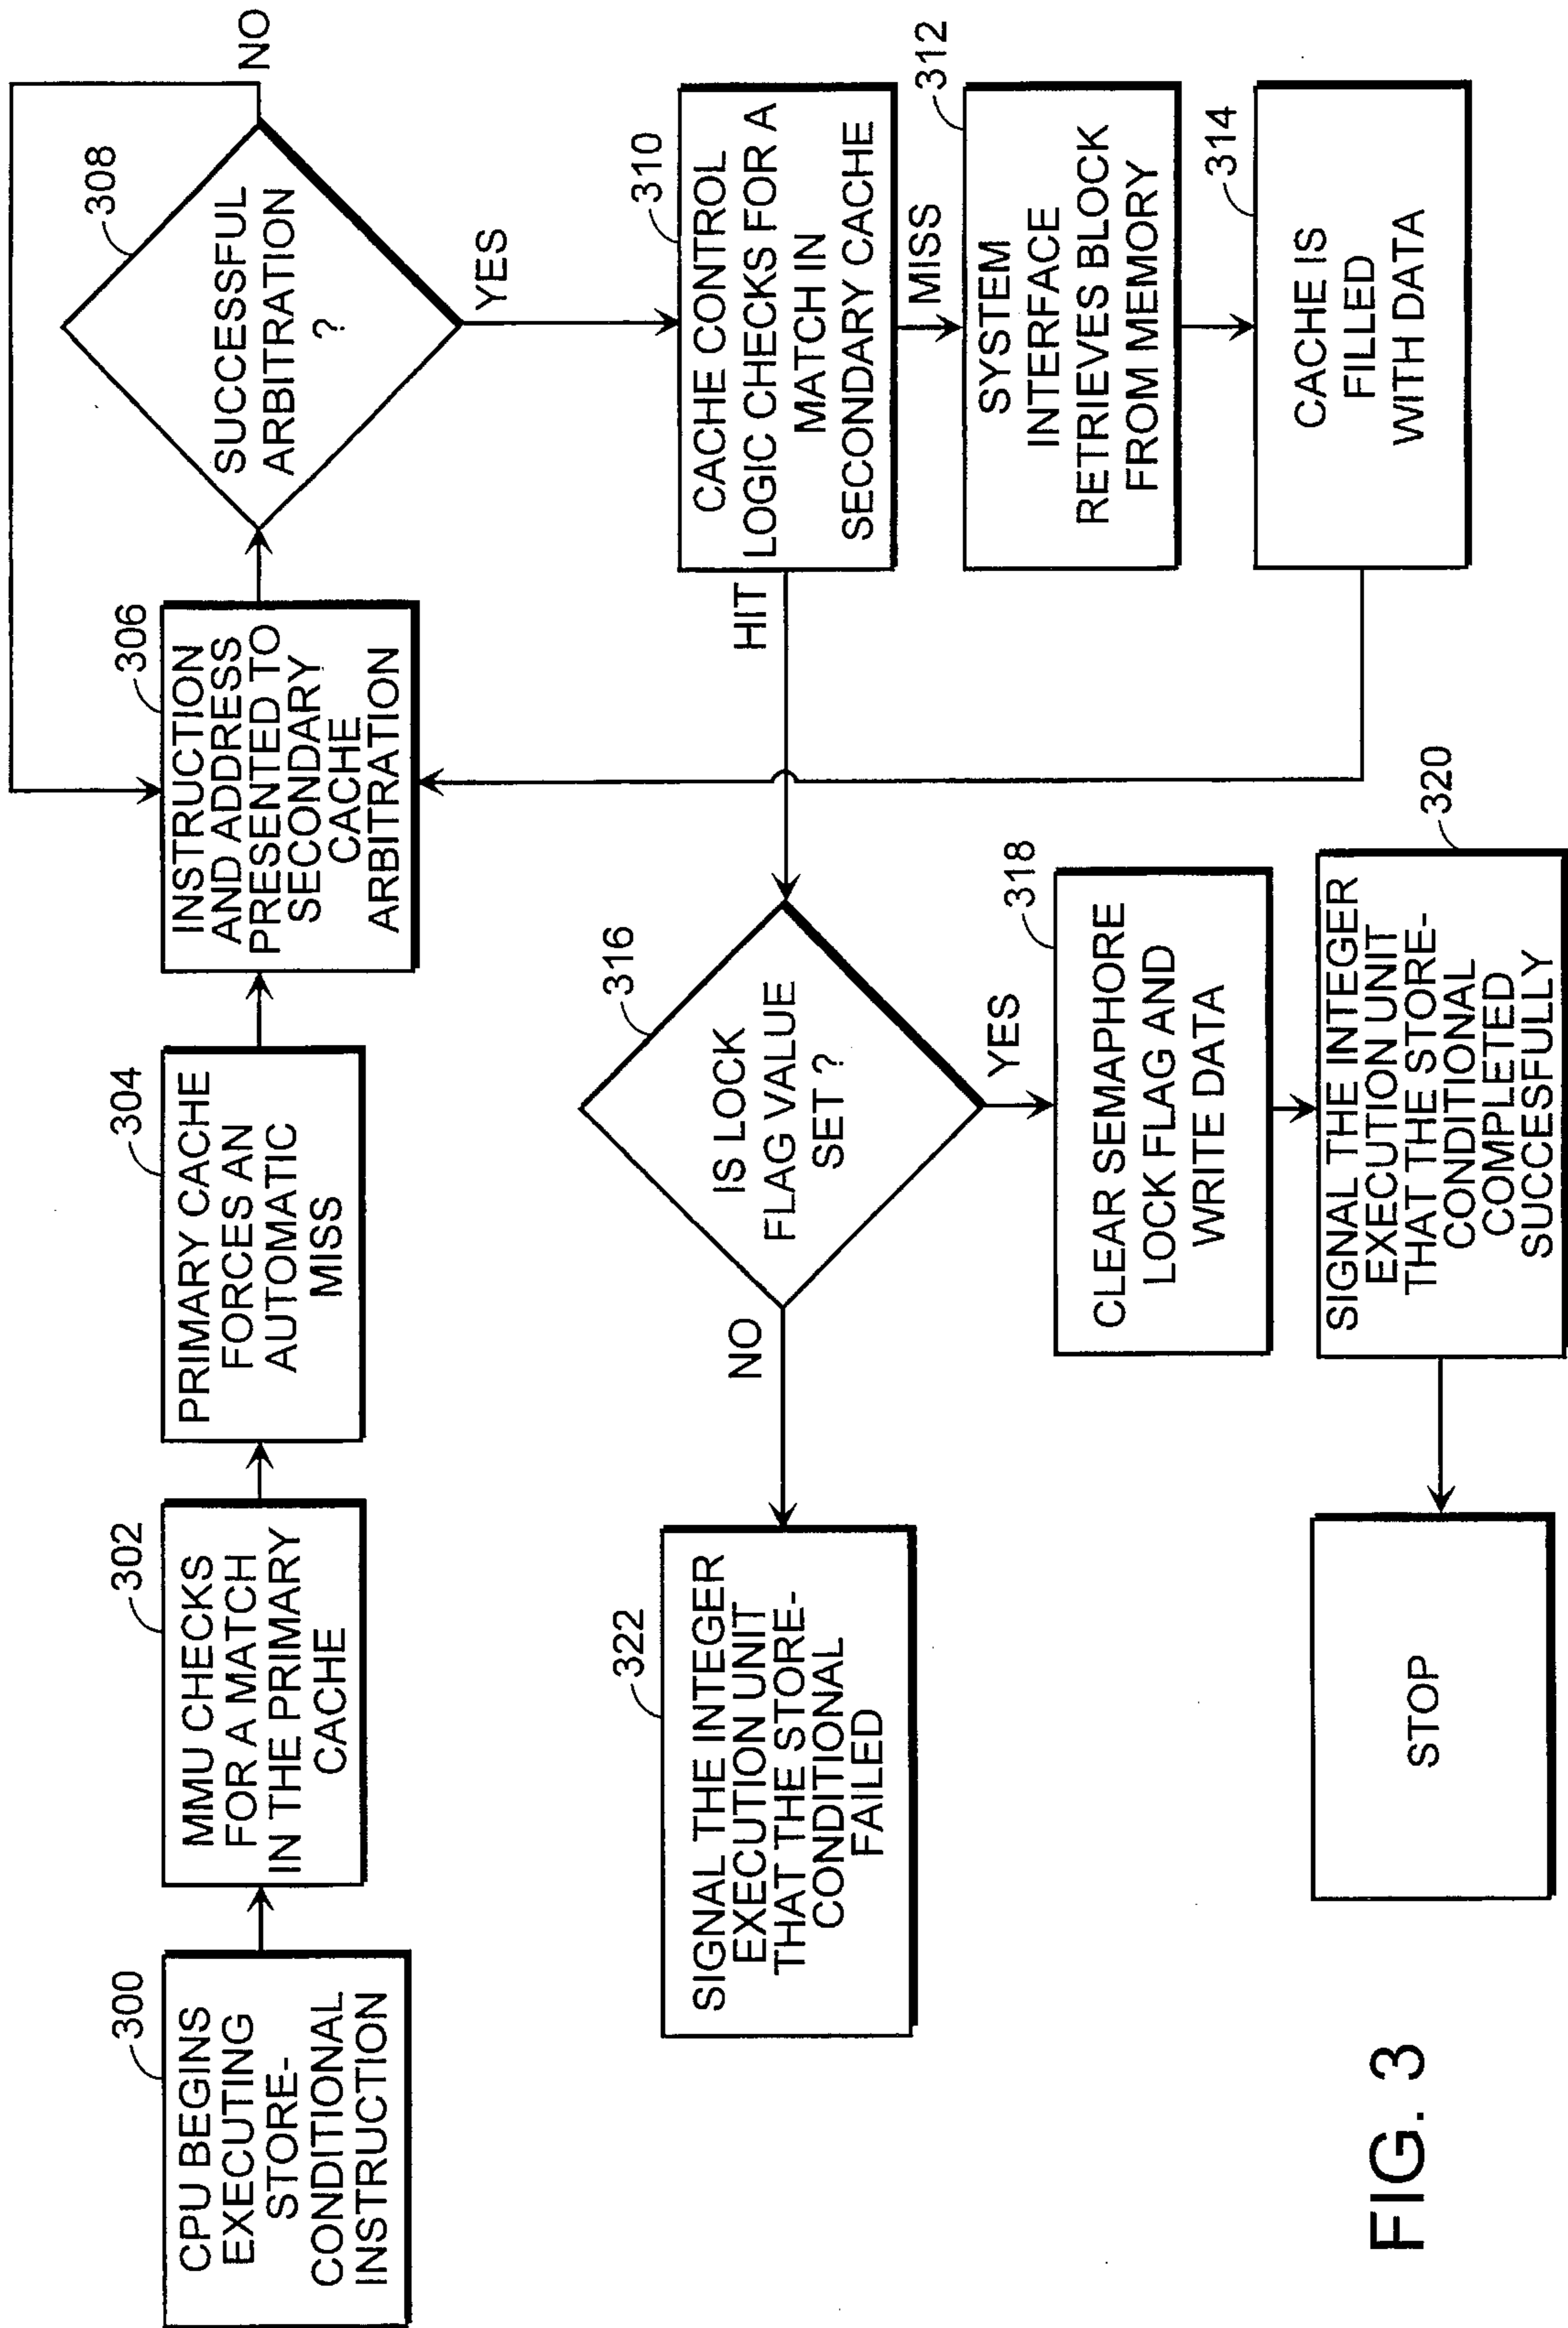 300
CPU BEGINS
EXECUTING
STORE-
CONDITIONAL
INSTRUCTION
302
MMU CHECKS
FOR A MATCH
IN THE PRIMARY
CACHE
304
PRIMARY CACHE
FORCES AN
AUTOMATIC
MISS
306
INSTRUCTION
AND ADDRESS
PRESENTED TO
SECONDARY
CACHE
ARBITRATION
308
SUCCESSFUL
ARBITRATION
?
NO
YES
310
CACHE CONTROL
LOGIC CHECKS FOR A
MATCH IN
SECONDARY CACHE
HIT
MISS
312
SYSTEM
INTERFACE
RETRIEVES BLOCK
FROM MEMORY
314
CACHE IS
FILLED
WITH DATA
316
IS LOCK
FLAG VALUE
SET ?
NO
YES
322
SIGNAL THE INTEGER
EXECUTION UNIT
THAT THE STORE-
CONDITIONAL
FAILED
318
CLEAR SEMAPHORE
LOCK FLAG AND
WRITE DATA
320
SIGNAL THE INTEGER
EXECUTION UNIT
THAT THE STORE-
CONDITIONAL
COMPLETED
SUCCESSFULLY
STOP
FIG. 3